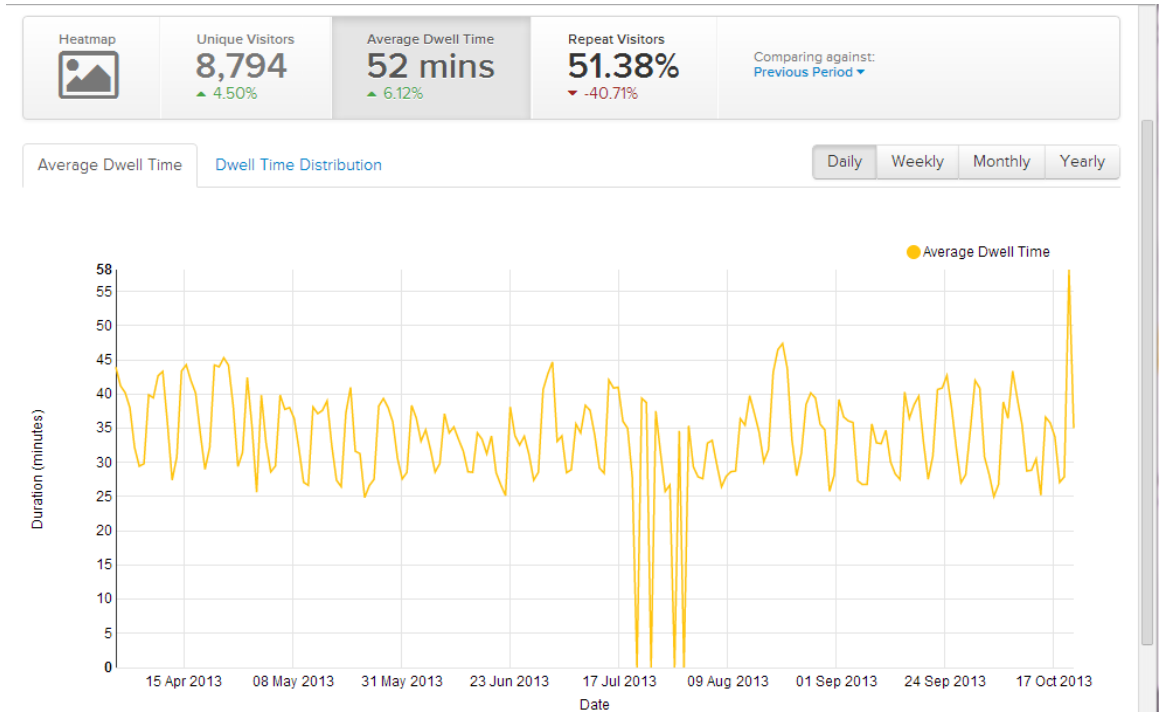 Heatmap
Unique Visitors
8,794
4.50%
Average Dwell Time
52 mins
6.12%
Repeat Visitors
51.38%
-40.71%
Comparing against:
Previous Period
Average Dwell Time
Dwell Time Distribution
Daily
Weekly
Monthly
Yearly
Average Dwell Time
58
55
50
45
40
35
30
25
20
15
10
5
0
Duration (minutes)
15 Apr 2013
08 May 2013
31 May 2013
23 Jun 2013
17 Jul 2013
09 Aug 2013
01 Sep 2013
24 Sep 2013
17 Oct 2013
Date